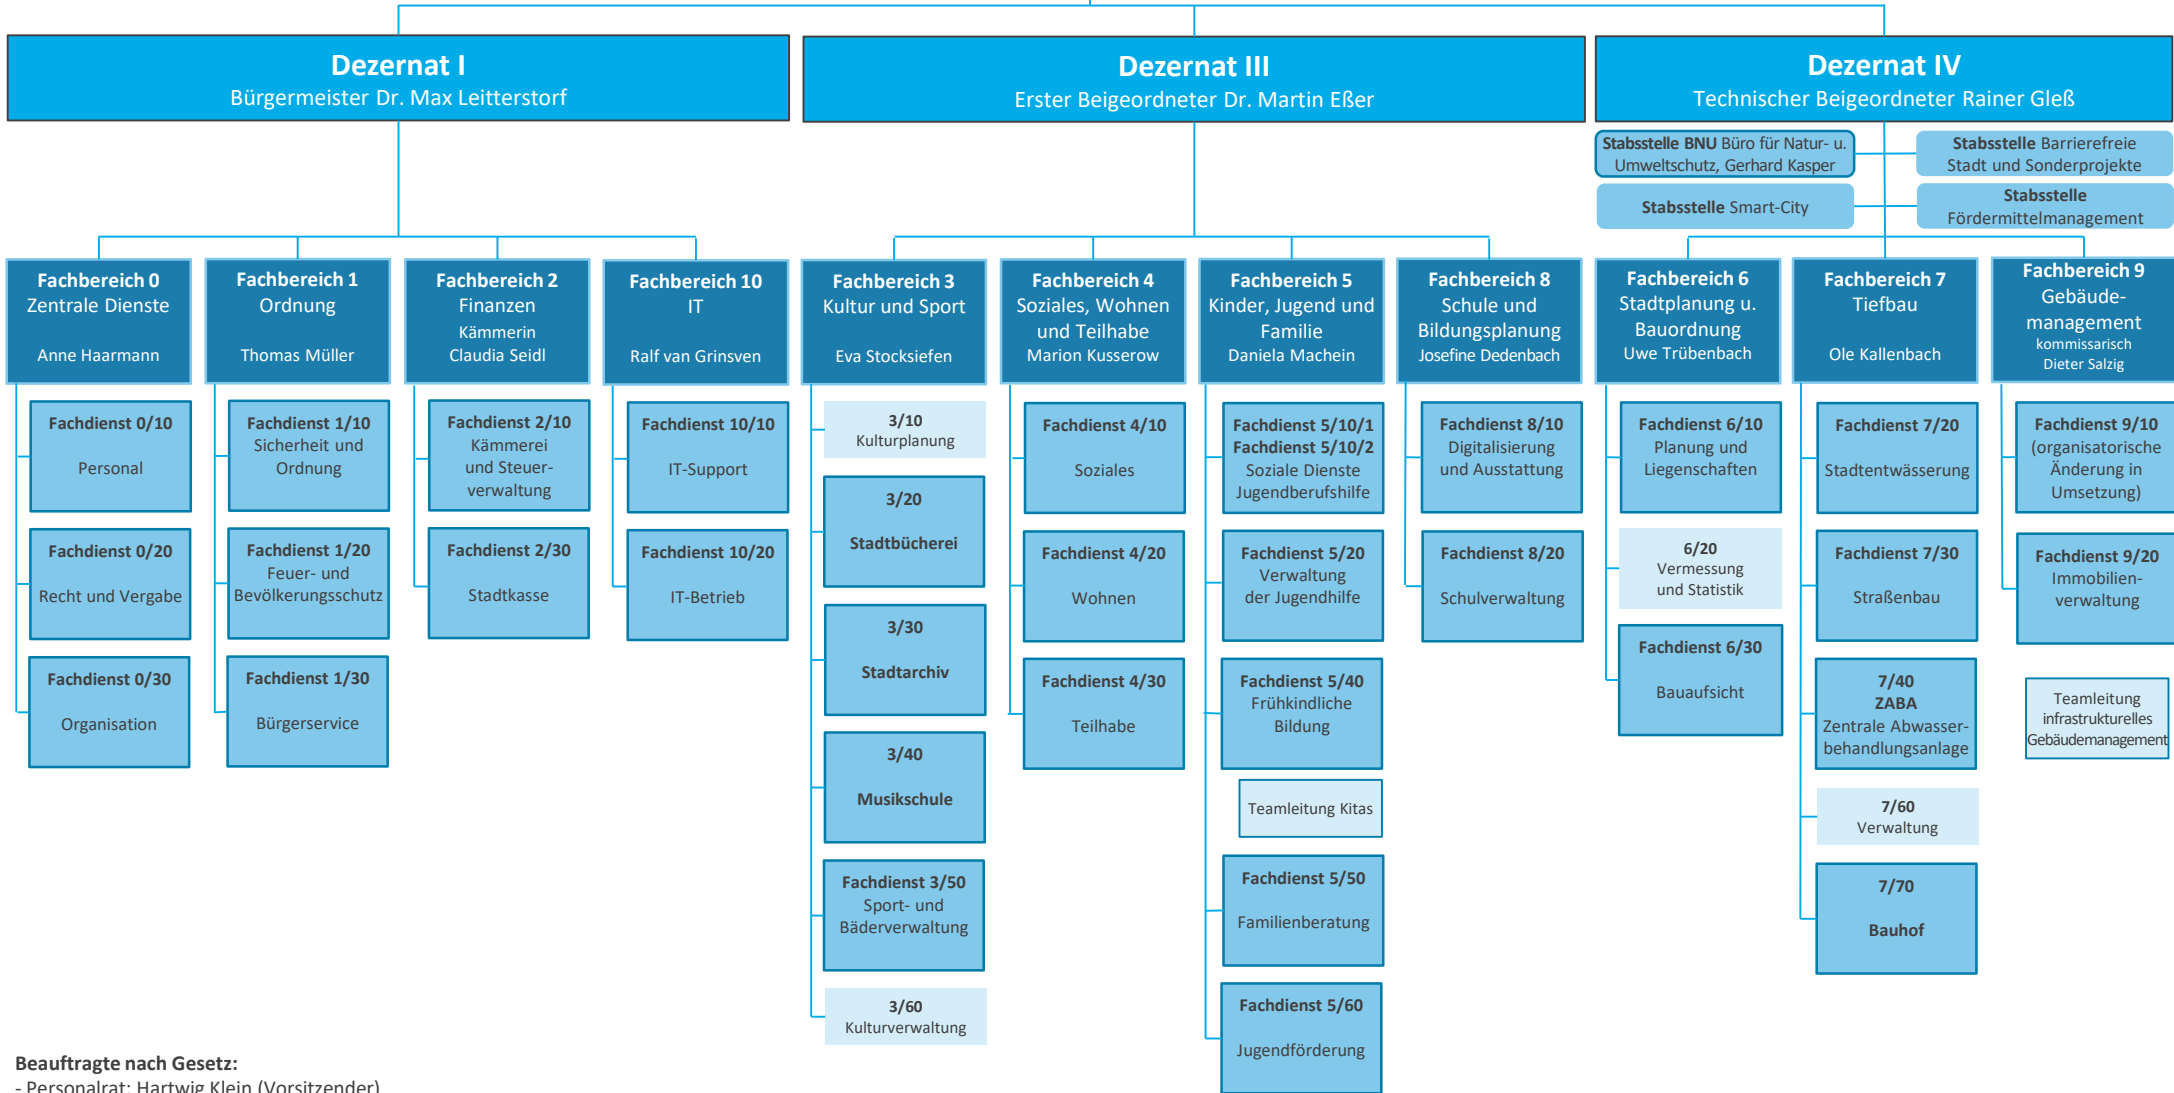 Dezernat I
Bürgermeister Dr. Max Leitterstorf
Dezernat III
Erster Beigeordneter Dr. Martin Eßer
Dezernat IV
Technischer Beigeordneter Rainer Gleß
Stabsstelle BNU Büro für Natur- u.
Umweltschutz, Gerhard Kasper
Stabsstelle Barrierefreie
Stadt und Sonderprojekte
Stabsstelle Smart-City
Stabsstelle
Fördermittelmanagement
Fachbereich 0
Zentrale Dienste
Anne Haarmann
Fachdienst 0/10
Personal
Fachdienst 0/20
Recht und Vergabe
Fachdienst 0/30
Organisation
Fachbereich 1
Ordnung
Thomas Müller
Fachdienst 1/10
Sicherheit und
Ordnung
Fachdienst 1/20
Feuer- und
Bevölkerungsschutz
Fachdienst 1/30
Bürgerservice
Fachbereich 2
Finanzen
Kämmerin
Claudia Seidl
Fachdienst 2/10
Kämmerei
und Steuer-
verwaltung
Fachdienst 2/30
Stadtkasse
Fachbereich 10
IT
Ralf van Grinsven
Fachdienst 10/10
IT-Support
Fachdienst 10/20
IT-Betrieb
Fachbereich 3
Kultur und Sport
Eva Stocksiefen
3/10
Kulturplanung
3/20
Stadtbücherei
3/30
Stadtarchiv
3/40
Musikschule
Fachdienst 3/50
Sport- und
Bäderverwaltung
3/60
Kulturverwaltung
Fachbereich 4
Soziales, Wohnen
und Teilhabe
Marion Kusserow
Fachdienst 4/10
Soziales
Fachdienst 4/20
Wohnen
Fachdienst 4/30
Teilhabe
Fachbereich 5
Kinder, Jugend und
Familie
Daniela Machein
Fachdienst 5/10/1
Fachdienst 5/10/2
Soziale Dienste
Jugendberufshilfe
Fachdienst 5/20
Verwaltung
der Jugendhilfe
Fachdienst 5/40
Frühkindliche
Bildung
Teamleitung Kitas
Fachdienst 5/50
Familienberatung
Fachdienst 5/60
Jugendförderung
Fachbereich 8
Schule und
Bildungsplanung
Josefine Dedenbach
Fachdienst 8/10
Digitalisierung
und Ausstattung
Fachdienst 8/20
Schulverwaltung
Fachbereich 6
Stadtplanung u.
Bauordnung
Uwe Trübenbach
Fachdienst 6/10
Planung und
Liegenschaften
6/20
Vermessung
und Statistik
Fachdienst 6/30
Bauaufsicht
Fachbereich 7
Tiefbau
Ole Kallenbach
Fachdienst 7/20
Stadtentwässerung
Fachdienst 7/30
Straßenbau
7/40
ZABA
Zentrale Abwasser-
behandlungsanlage
7/60
Verwaltung
7/70
Bauhof
Fachbereich 9
Gebäude-
management
kommissarisch
Dieter Salzig
Fachdienst 9/10
(organisatorische
Änderung in
Umsetzung)
Fachdienst 9/20
Immobilien-
verwaltung
Teamleitung
infrastrukturelles
Gebäudemanagement
Beauftragte nach Gesetz:
- Personalrat: Hartwig Klein (Vorsitzender)